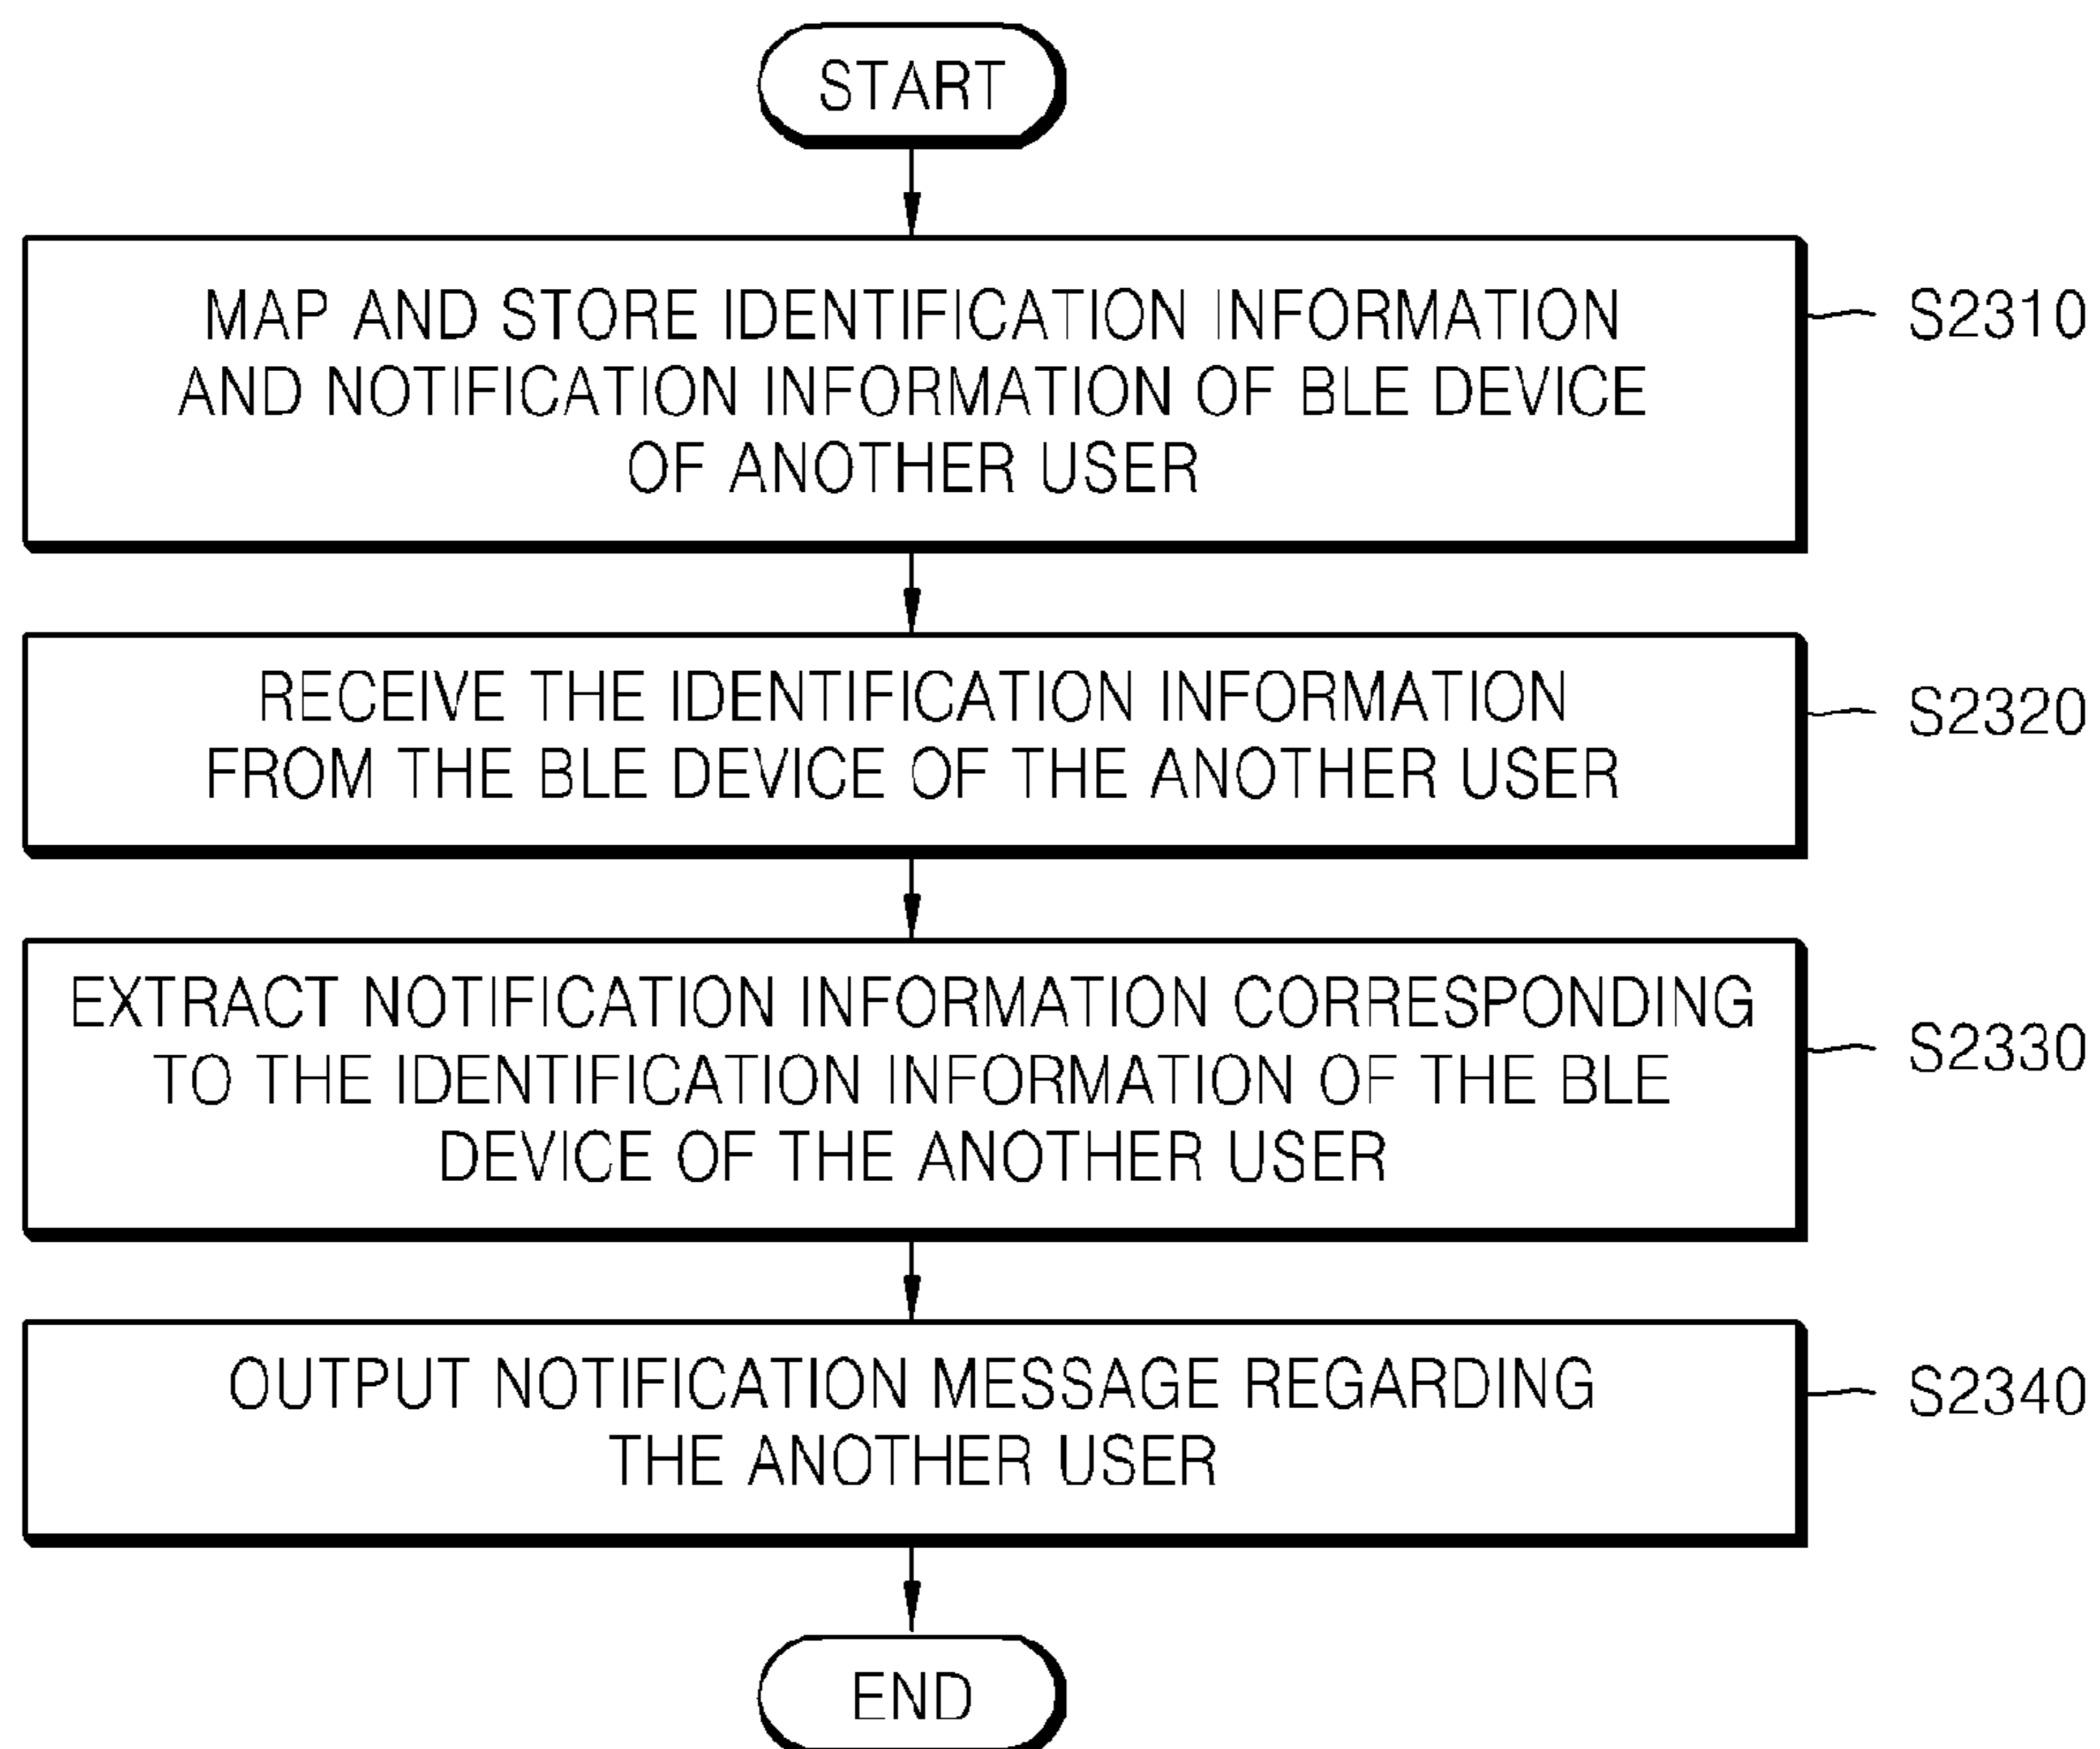 START
MAP AND STORE IDENTIFICATION INFORMATION
AND NOTIFICATION INFORMATION OF BLE DEVICE
OF ANOTHER USER
S2310
RECEIVE THE IDENTIFICATION INFORMATION
FROM THE BLE DEVICE OF THE ANOTHER USER
S2320
EXTRACT NOTIFICATION INFORMATION CORRESPONDING
TO THE IDENTIFICATION INFORMATION OF THE BLE
DEVICE OF THE ANOTHER USER
S2330
OUTPUT NOTIFICATION MESSAGE REGARDING
THE ANOTHER USER
S2340
END